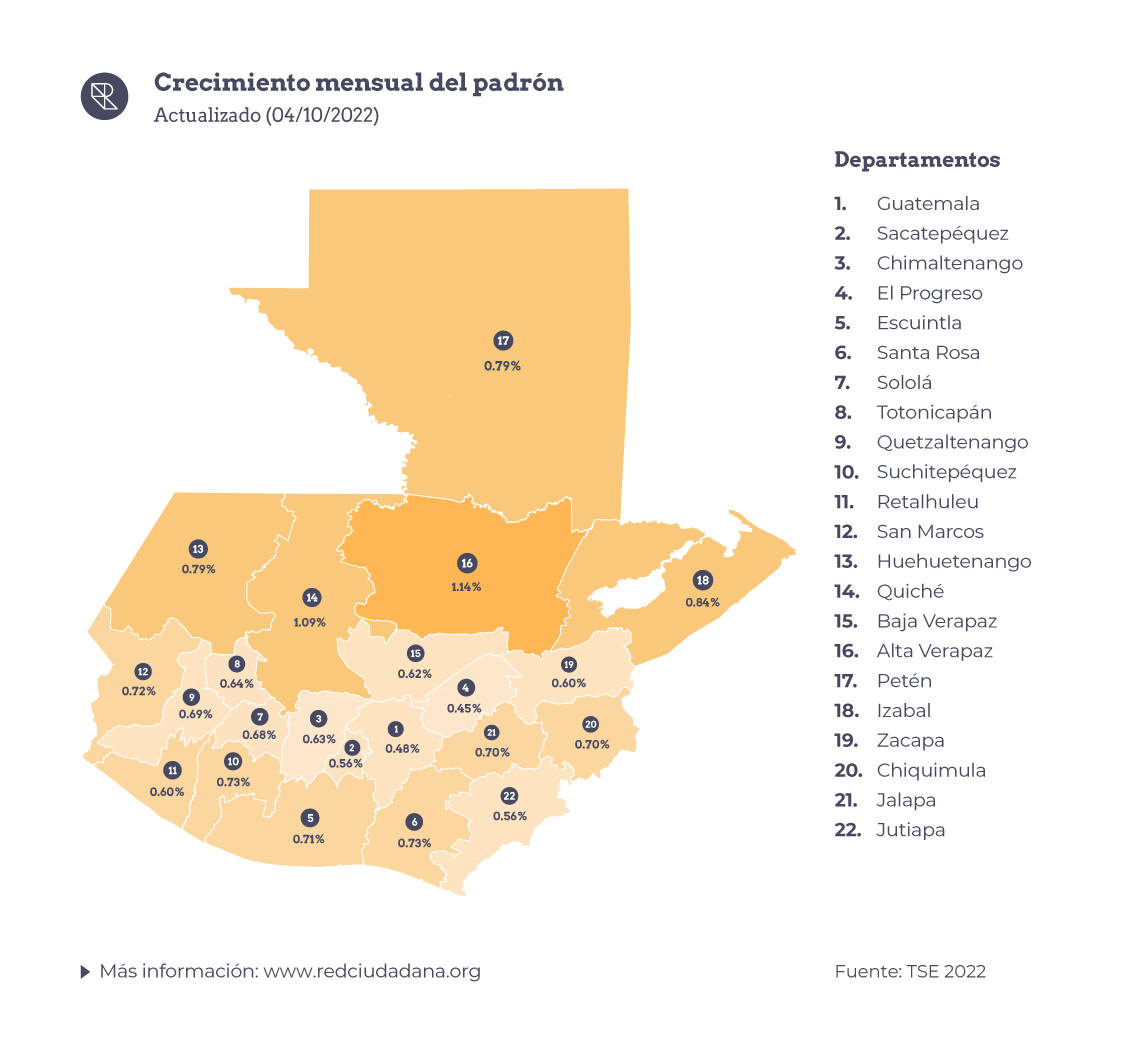 Crecimiento mensual del padrón
Actualizado (04/10/2022)
Departamentos
1. Guatemala
2. Sacatepéquez
3. Chimaltenango
4. El Progreso
5. Escuintla
6. Santa Rosa
7. Sololá
8. Totonicapán
9. Quetzaltenango
10. Suchitepéquez
11. Retalhuleu
12. San Marcos
13. Huehuetenango
14. Quiché
15. Baja Verapaz
16. Alta Verapaz
17. Petén
18. Izabal
19. Zacapa
20. Chiquimula
21. Jalapa
22. Jutiapa
17
0.79%
13
0.79%
16
1.14%
18
0.84%
14
1.09%
15
0.62%
19
0.60%
8
0.64%
12
0.72%
4
0.45%
9
0.69%
7
0.68%
3
0.63%
1
0.48%
20
0.70%
21
0.70%
2
0.56%
10
0.73%
11
0.60%
22
0.56%
5
0.71%
6
0.73%
Más información: www.redciudadana.org
Fuente: TSE 2022